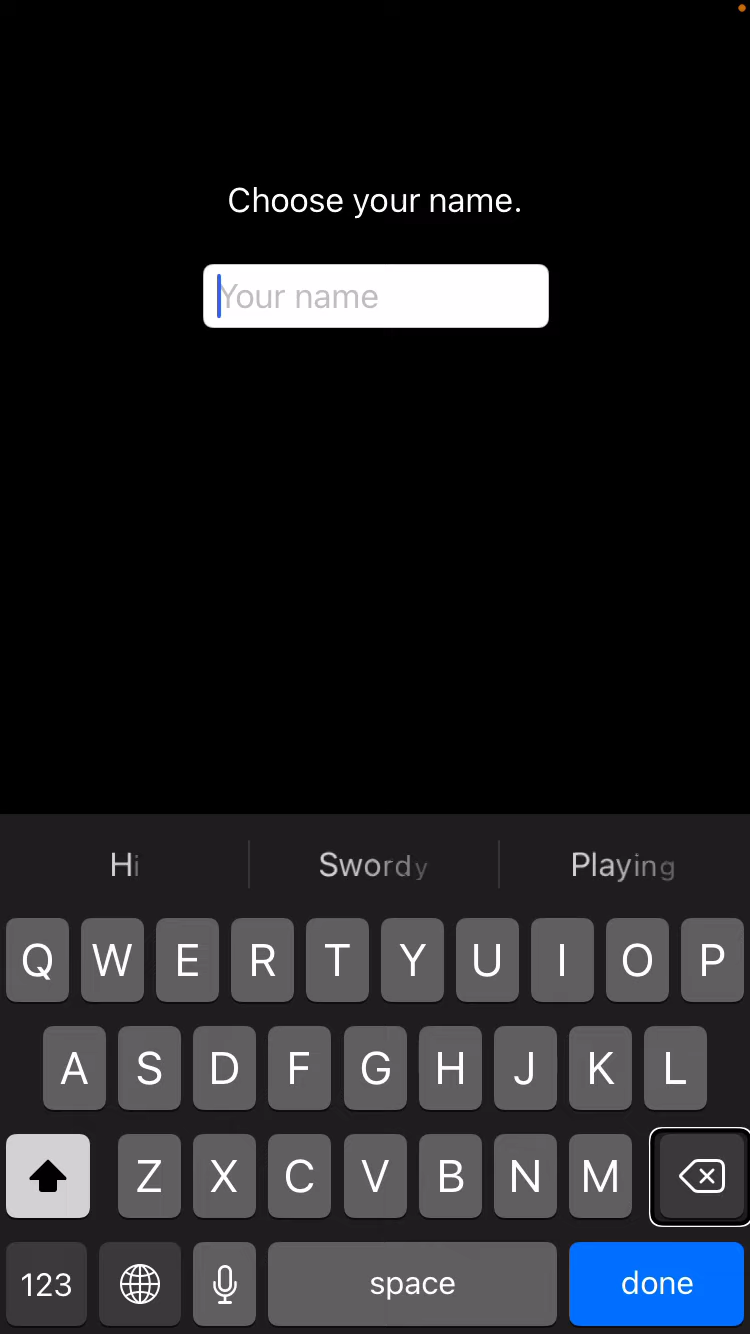 Choose your name.
Your name
Hi Swordy Playing
Q W E R T Y U I O P
A S D F G H J K L
Z X C V B N M
123 space done